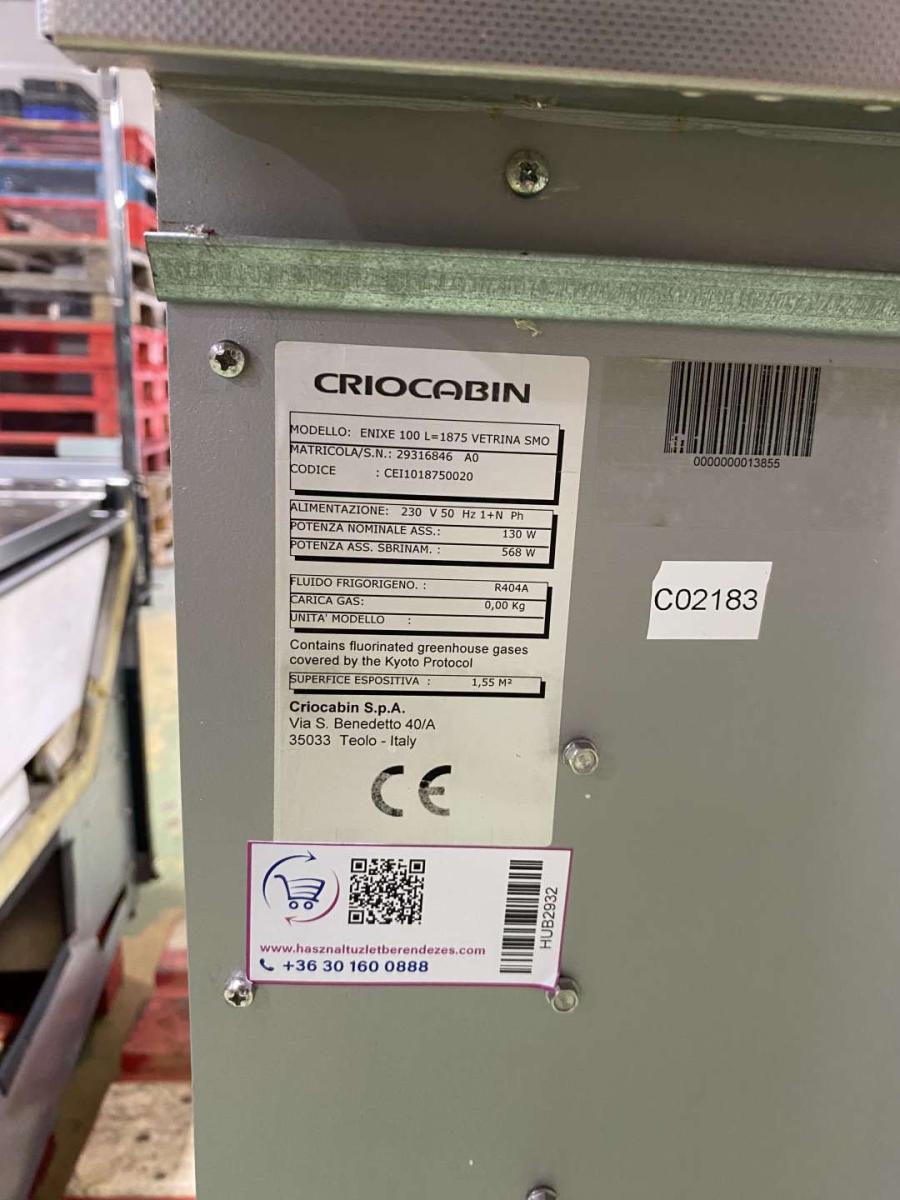 CRIOCABIN
MODELLO: ENIXE 100 L=1875 VETRINA SMO
MATRICOLA/S.N.: 29316846 A0
CODICE : CEI1018750020
ALIMENTAZIONE: 230 V 50 Hz 1+N Ph
POTENZA NOMINALE ASS.: 130 W
POTENZA ASS. SBRINAM. : 568 W
FLUIDO FRIGORIGENO. : R404A
CARICA GAS: 0,00 Kg
UNITA' MODELLO :
Contains fluorinated greenhouse gases
covered by the Kyoto Protocol
SUPERFICE ESPOSITIVA : 1,55 M²
Criocabin S.p.A.
Via S. Benedetto 40/A
35033 Teolo - Italy
CE
0000000013855
C02183
www.hasznaltuzletberendezes.com
+36 30 160 0888
HUB2932